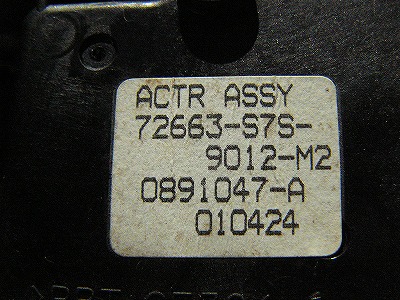 ACTR ASSY
72663-S7S-
9012-M2
0891047-A
010424